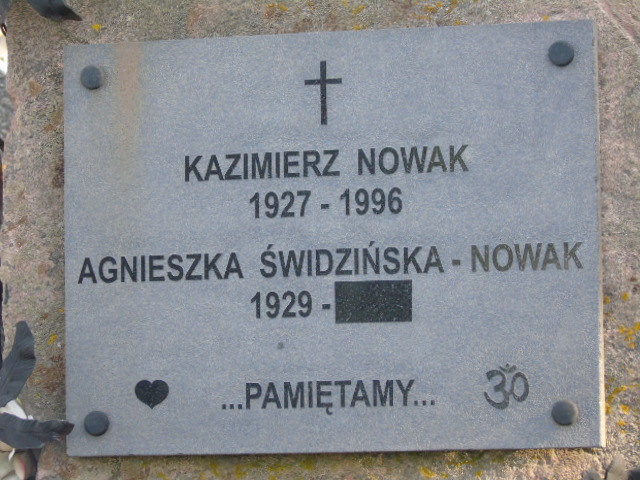 KAZIMIERZ NOWAK
1927 - 1996
AGNIESZKA ŚWIDZIŃSKA - NOWAK
1929 -
...PAMIĘTAMY... ॐ